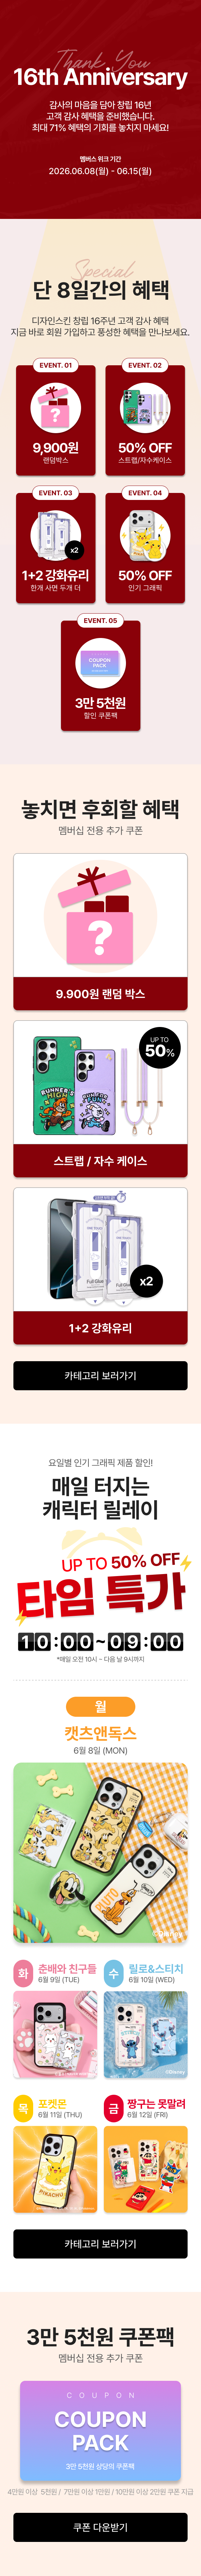 Thank You
16th Anniversary
감사의 마음을 담아 창립 16년
고객 감사 혜택을 준비했습니다.
최대 71% 혜택의 기회를 놓치지 마세요!
멤버스 위크 기간
2026.06.08(월) - 06.15(월)
Special
단 8일간의 혜택
디자인스킨 창립 16주년 고객 감사 혜택
지금 바로 회원 가입하고 풍성한 혜택을 만나보세요.
EVENT. 01
EVENT. 02
?
9,900원
랜덤박스
50% OFF
스트랩/자수케이스
EVENT. 03
EVENT. 04
x2
1+2 강화유리
한개 사면 두개 더
50% OFF
인기 그래픽
EVENT. 05
COUPON
PACK
3만 5천원
할인 쿠폰팩
놓치면 후회할 혜택
멤버십 전용 추가 쿠폰
?
9.900원 랜덤 박스
UP TO
50%
RUNNER'S
HIGH
스트랩 / 자수 케이스
Full Glue
Full Glue
x2
1+2 강화유리
카테고리 보러가기
요일별 인기 그래픽 제품 할인!
매일 터지는
캐릭터 릴레이
UP TO 50% OFF
타임 특가
10:00~09:00
*매일 오전 10시 ~ 다음 날 9시까지
월
캣츠앤독스
6월 8일 (MON)
©Disney
화
춘배와 친구들
6월 9일 (TUE)
수
릴로&스티치
6월 10일 (WED)
©Disney
목
포켓몬
6월 11일 (THU)
금
짱구는 못말려
6월 12일 (FRI)
PIKACHU
카테고리 보러가기
3만 5천원 쿠폰팩
멤버십 전용 추가 쿠폰
COUPON
COUPON
PACK
3만 5천원 상당의 쿠폰팩
4만원 이상 5천원 / 7만원 이상 1만원 / 10만원 이상 2만원 쿠폰 지급
쿠폰 다운받기